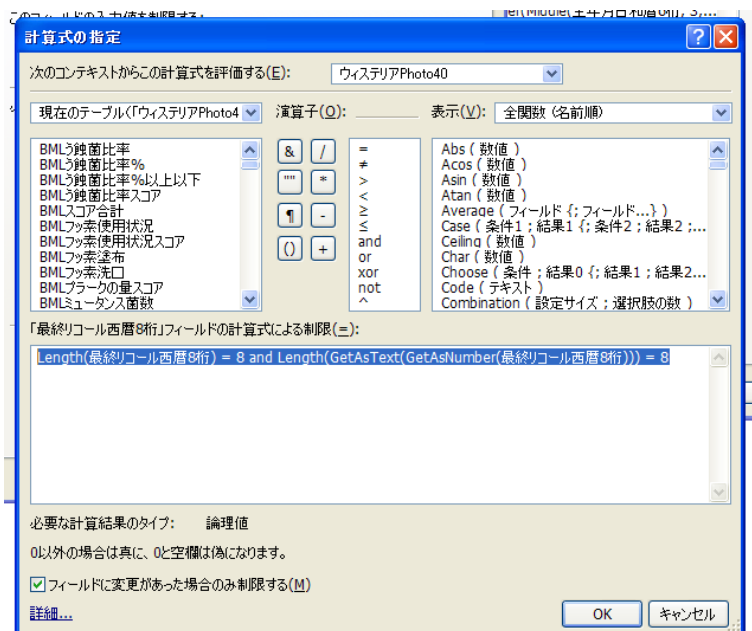 このフィールドの入力値を制限する:
計算式の指定
次のコンテキストからこの計算式を評価する(E): ウィステリアPhoto40
現在のテーブル(「ウィステリアPhoto4 演算子(O): 表示(V): 全関数 (名前順)
BMLう蝕菌比率
BMLう蝕菌比率%
BMLう蝕菌比率%以上以下
BMLう蝕菌比率スコア
BMLスコア合計
BMLフッ素使用状況
BMLフッ素使用状況スコア
BMLフッ素塗布
BMLフッ素洗口
BMLプラークの量スコア
BMLミュータンス菌数
& /
"" *
¶ -
() +
=
≠
>
<
≥
≤
and
or
xor
not
^
Abs ( 数値 )
Acos ( 数値 )
Asin ( 数値 )
Atan ( 数値 )
Average ( フィールド {; フィールド...} )
Case ( 条件1 ; 結果1 {; 条件2 ; 結果2 ;...
Ceiling ( 数値 )
Char ( 数値 )
Choose ( 条件 ; 結果0 {; 結果1 ; 結果2...
Code ( テキスト )
Combination ( 設定サイズ ; 選択肢の数 )
「最終リコール西暦8桁」フィールドの計算式による制限(=):
Length(最終リコール西暦8桁) = 8 and Length(GetAsText(GetAsNumber(最終リコール西暦8桁))) = 8
必要な計算結果のタイプ: 論理値
0以外の場合は真に、0と空欄は偽になります。
フィールドに変更があった場合のみ制限する(M)
詳細...
OK キャンセル